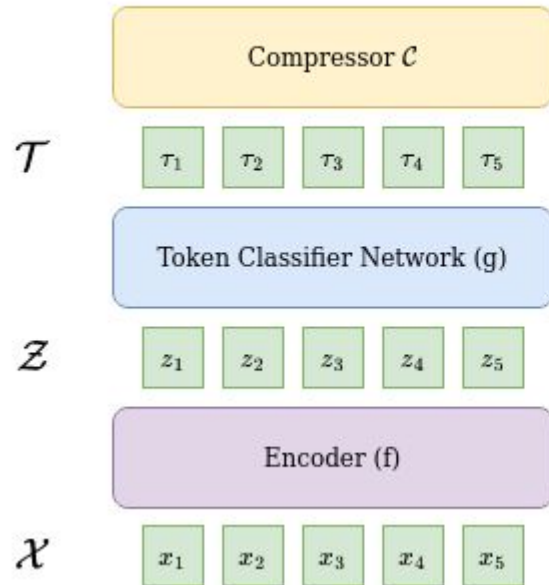 Compressor 𝒞
𝒯 τ₁ τ₂ τ₃ τ₄ τ₅
Token Classifier Network (g)
𝒵 z₁ z₂ z₃ z₄ z₅
Encoder (f)
𝒳 x₁ x₂ x₃ x₄ x₅